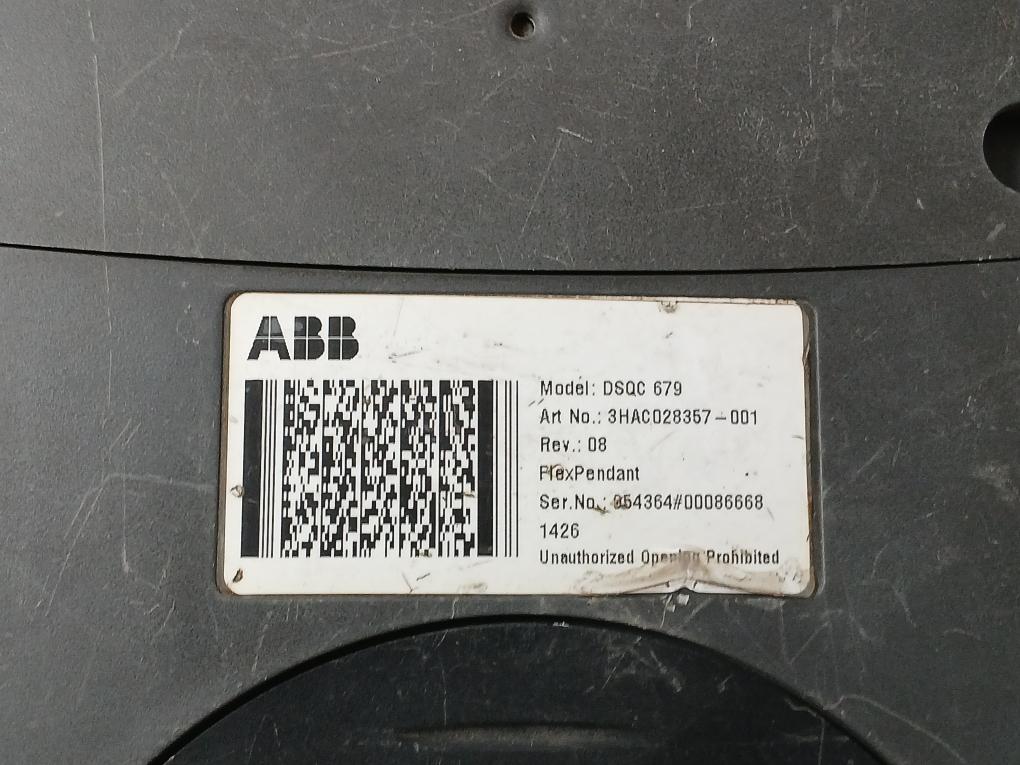 ABB
Model: DSQC 679
Art No.: 3HAC028357-001
Rev.: 08
FlexPendant
Ser.No.: 054364#00086668
1426
Unauthorized Opening Prohibited